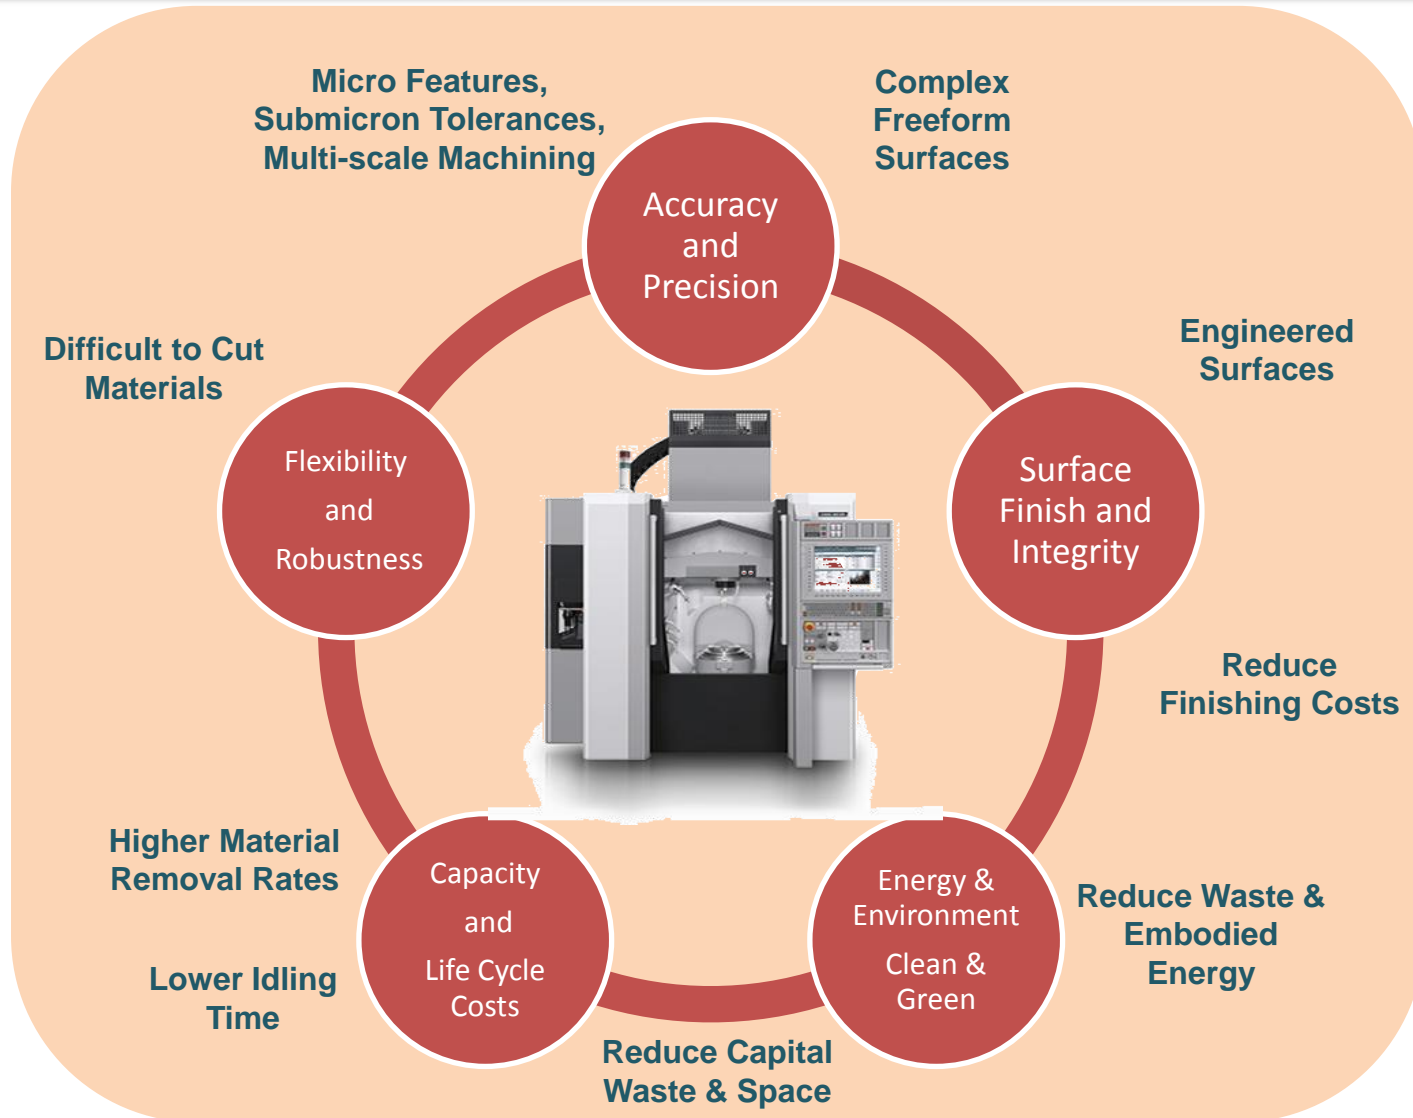 Micro Features,
Submicron Tolerances,
Multi-scale Machining
Complex
Freeform
Surfaces
Accuracy
and
Precision
Engineered
Surfaces
Difficult to Cut
Materials
Flexibility
and
Robustness
Surface
Finish and
Integrity
Reduce
Finishing Costs
Higher Material
Removal Rates
Capacity
and
Life Cycle
Costs
Energy &
Environment
Clean &
Green
Reduce Waste &
Embodied
Energy
Lower Idling
Time
Reduce Capital
Waste & Space